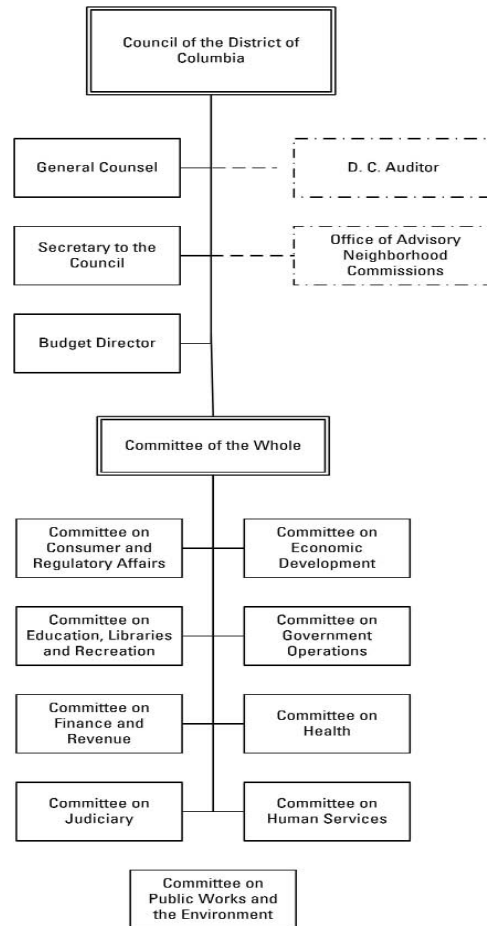 Council of the District of
Columbia
General Counsel
D. C. Auditor
Secretary to the
Council
Office of Advisory
Neighborhood
Commissions
Budget Director
Committee of the Whole
Committee on
Consumer and
Regulatory Affairs
Committee on
Economic
Development
Committee on
Education, Libraries
and Recreation
Committee on
Government
Operations
Committee on
Finance and
Revenue
Committee on
Health
Committee on
Judiciary
Committee on
Human Services
Committee on
Public Works and
the Environment